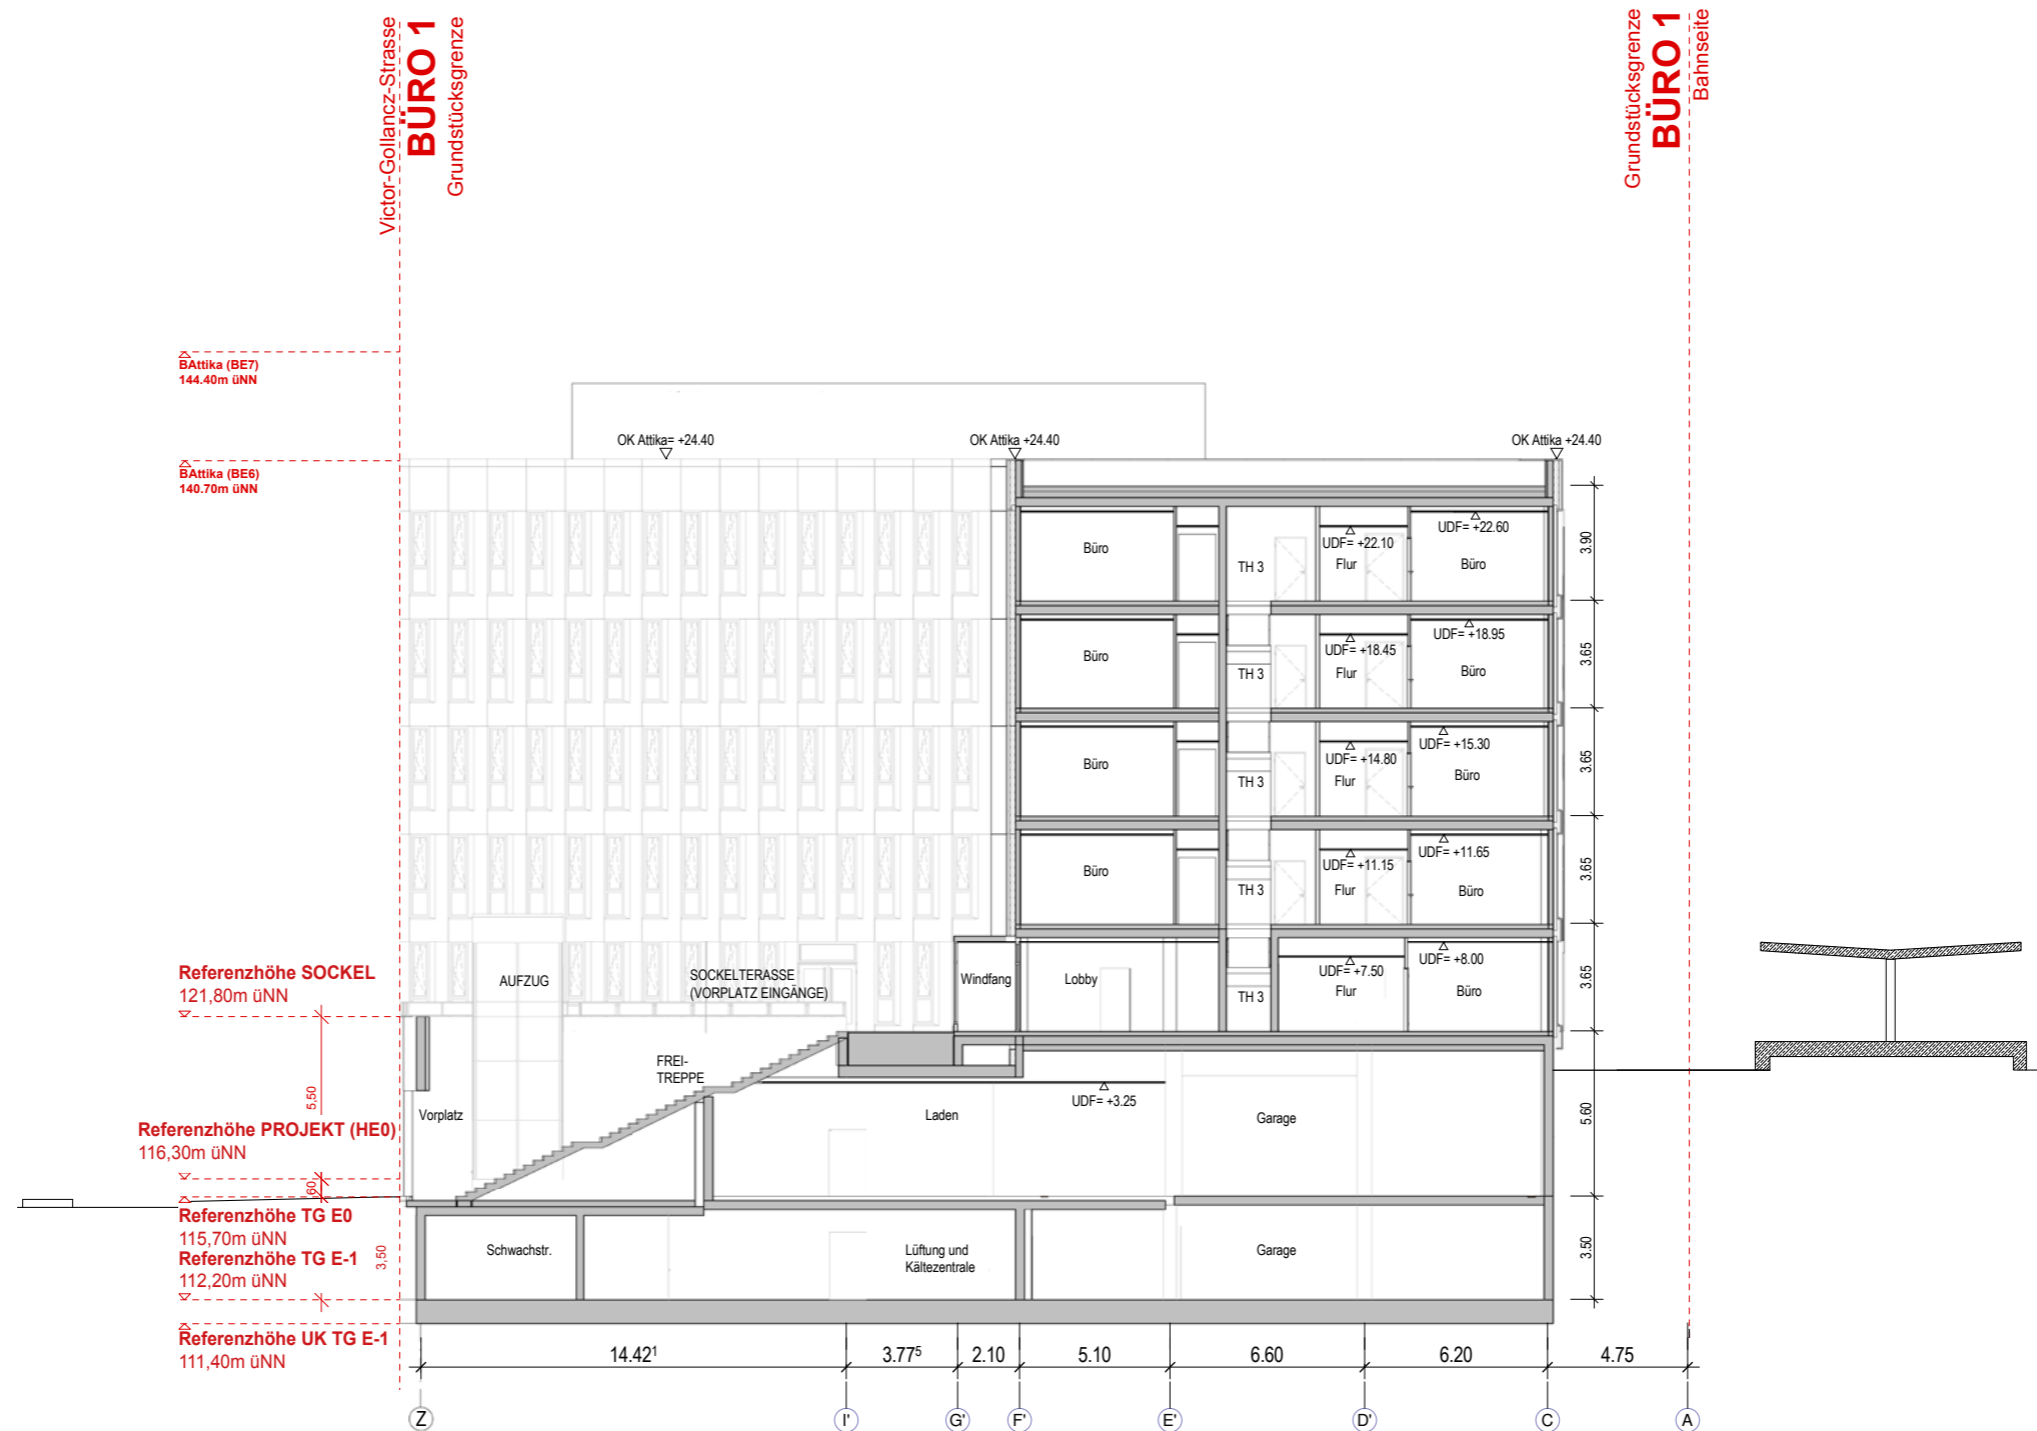 Victor-Gollancz-Strasse
BÜRO 1
Grundstücksgrenze
Grundstücksgrenze
BÜRO 1
Bahnseite
BAttika (BE7)
144.40m üNN
BAttika (BE6)
140.70m üNN
OK Attika= +24.40
OK Attika +24.40
OK Attika +24.40
Büro
TH 3
UDF= +22.10
Flur
UDF= +22.60
Büro
3.90
Büro
TH 3
UDF= +18.45
Flur
UDF= +18.95
Büro
3.65
Büro
TH 3
UDF= +14.80
Flur
UDF= +15.30
Büro
3.65
Büro
TH 3
UDF= +11.15
Flur
UDF= +11.65
Büro
3.65
Referenzhöhe SOCKEL
121,80m üNN
AUFZUG
SOCKELTERASSE
(VORPLATZ EINGÄNGE)
Windfang
Lobby
TH 3
UDF= +7.50
Flur
UDF= +8.00
Büro
3.65
5,50
FREI-
TREPPE
Vorplatz
Laden
UDF= +3.25
Garage
5.60
Referenzhöhe PROJEKT (HE0)
116,30m üNN
60
Referenzhöhe TG E0
115,70m üNN
Referenzhöhe TG E-1
112,20m üNN
3,50
Schwachstr.
Lüftung und
Kältezentrale
Garage
3.50
Referenzhöhe UK TG E-1
111,40m üNN
14.42¹ 3.77⁵ 2.10 5.10 6.60 6.20 4.75
Z I' G' F' E' D' C A